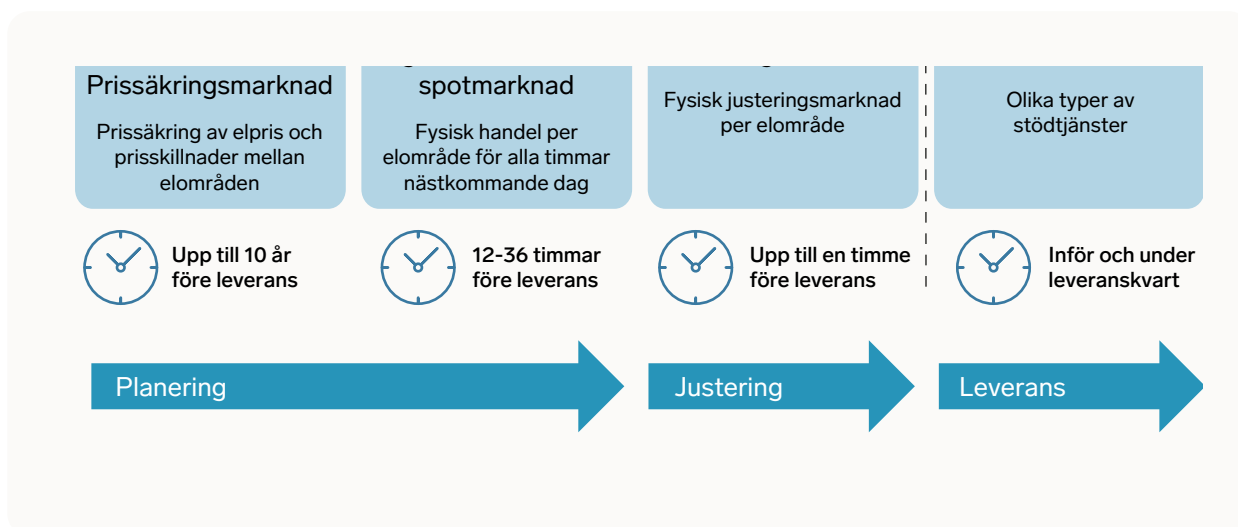 Prissäkringsmarknad
Prissäkring av elpris och
prisskillnader mellan
elområden
spotmarknad
Fysisk handel per
elområde för alla timmar
nästkommande dag
Fysisk justeringsmarknad
per elområde
Olika typer av
stödtjänster
Upp till 10 år
före leverans
12-36 timmar
före leverans
Upp till en timme
före leverans
Inför och under
leveranskvart
Planering
Justering
Leverans